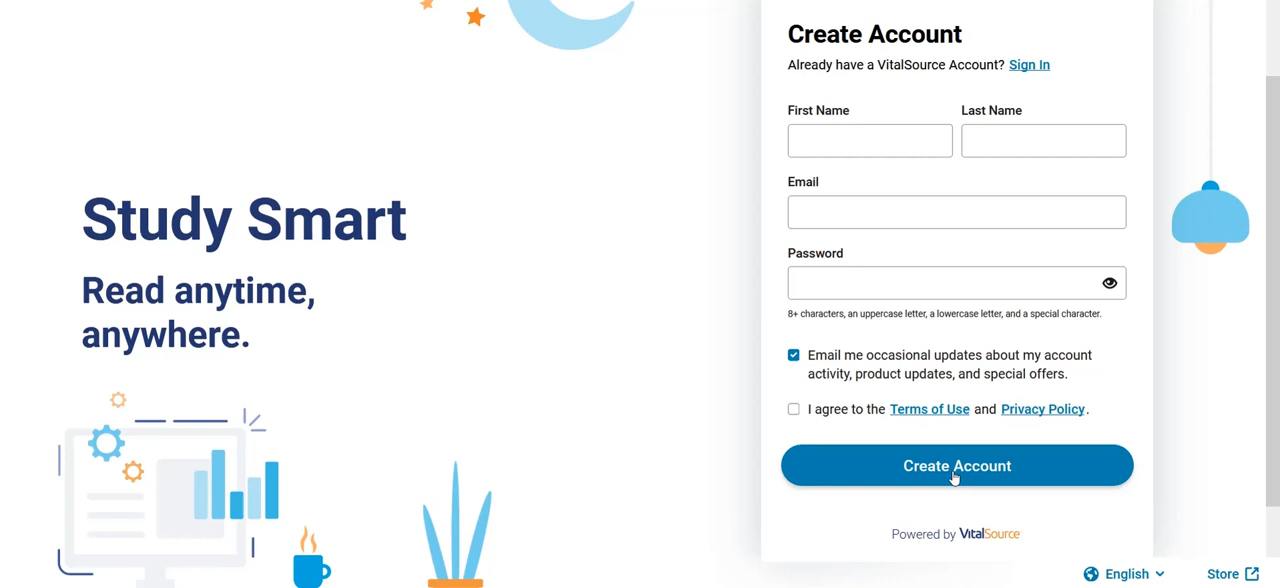 Create Account
Already have a VitalSource Account? Sign In
First Name
Last Name
Email
Password
8+ characters, an uppercase letter, a lowercase letter, and a special character.
Email me occasional updates about my account
activity, product updates, and special offers.
I agree to the Terms of Use and Privacy Policy.
Create Account
Powered by VitalSource
Study Smart
Read anytime,
anywhere.
English
Store